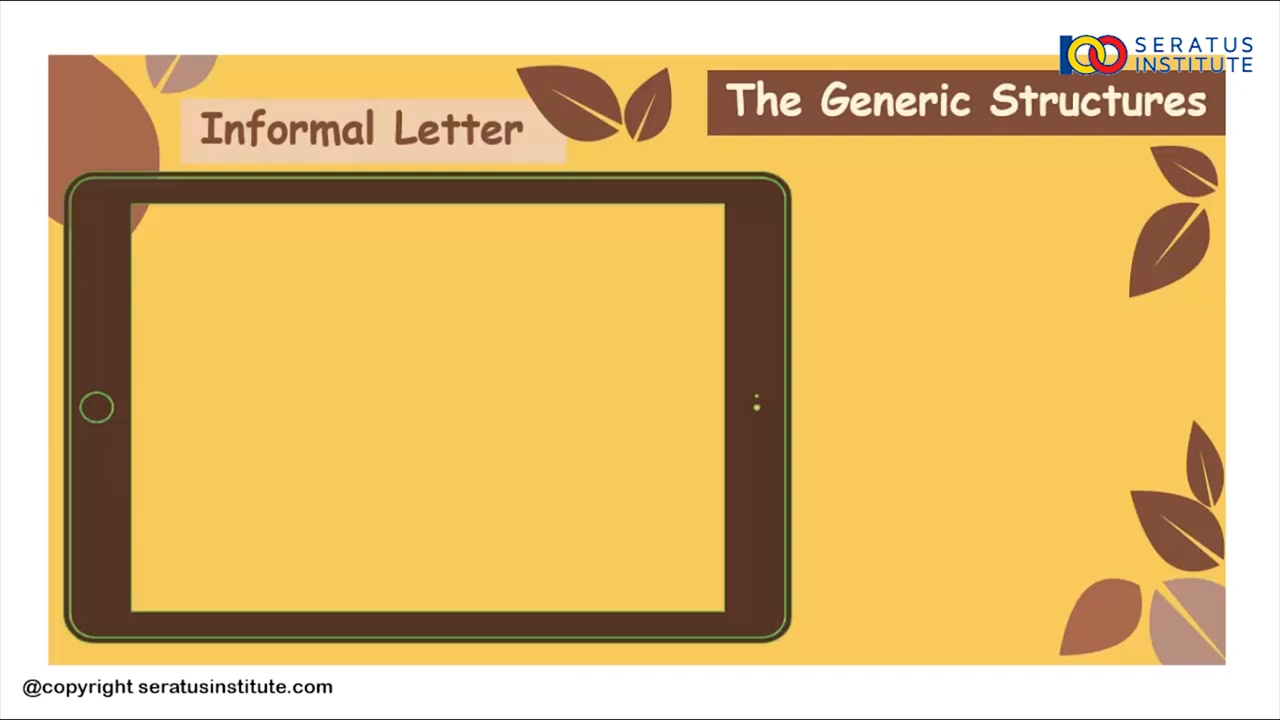 SERATUS
INSTITUTE
The Generic Structures
Informal Letter
@copyright seratusinstitute.com